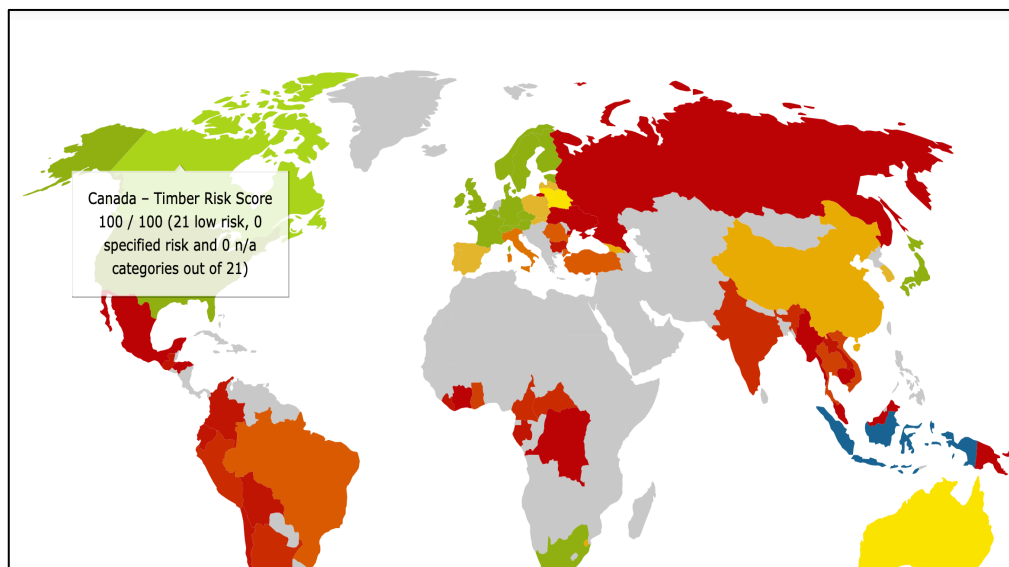 Canada – Timber Risk Score
100 / 100 (21 low risk, 0
specified risk and 0 n/a
categories out of 21)